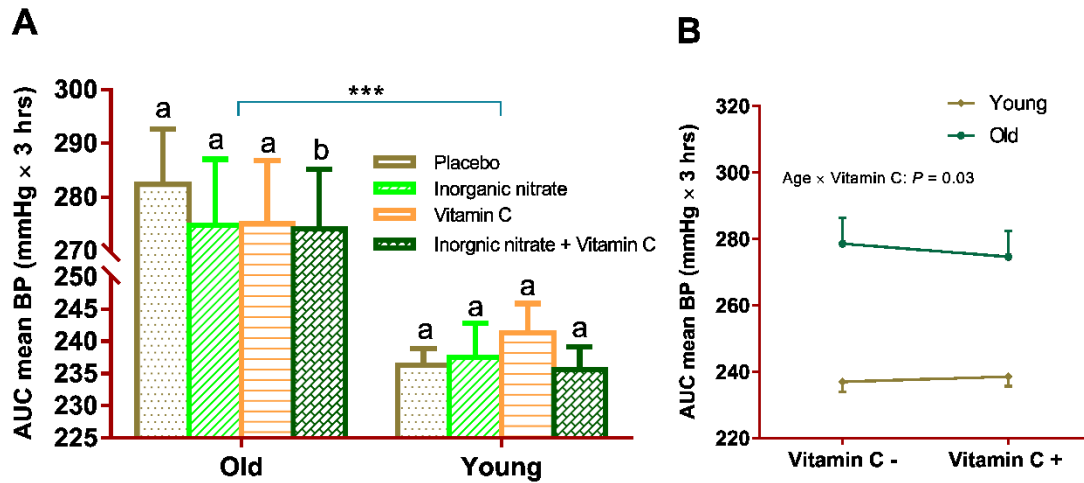 A
AUC mean BP (mmHg × 3 hrs)
300
290
280
270
250
245
240
235
230
225
***
a
a
a
b
a
a
a
a
Placebo
Inorganic nitrate
Vitamin C
Inorgnic nitrate + Vitamin C
Old
Young
B
AUC mean BP (mmHg × 3 hrs)
320
300
280
260
240
220
Young
Old
Age × Vitamin C: P = 0.03
Vitamin C -
Vitamin C +